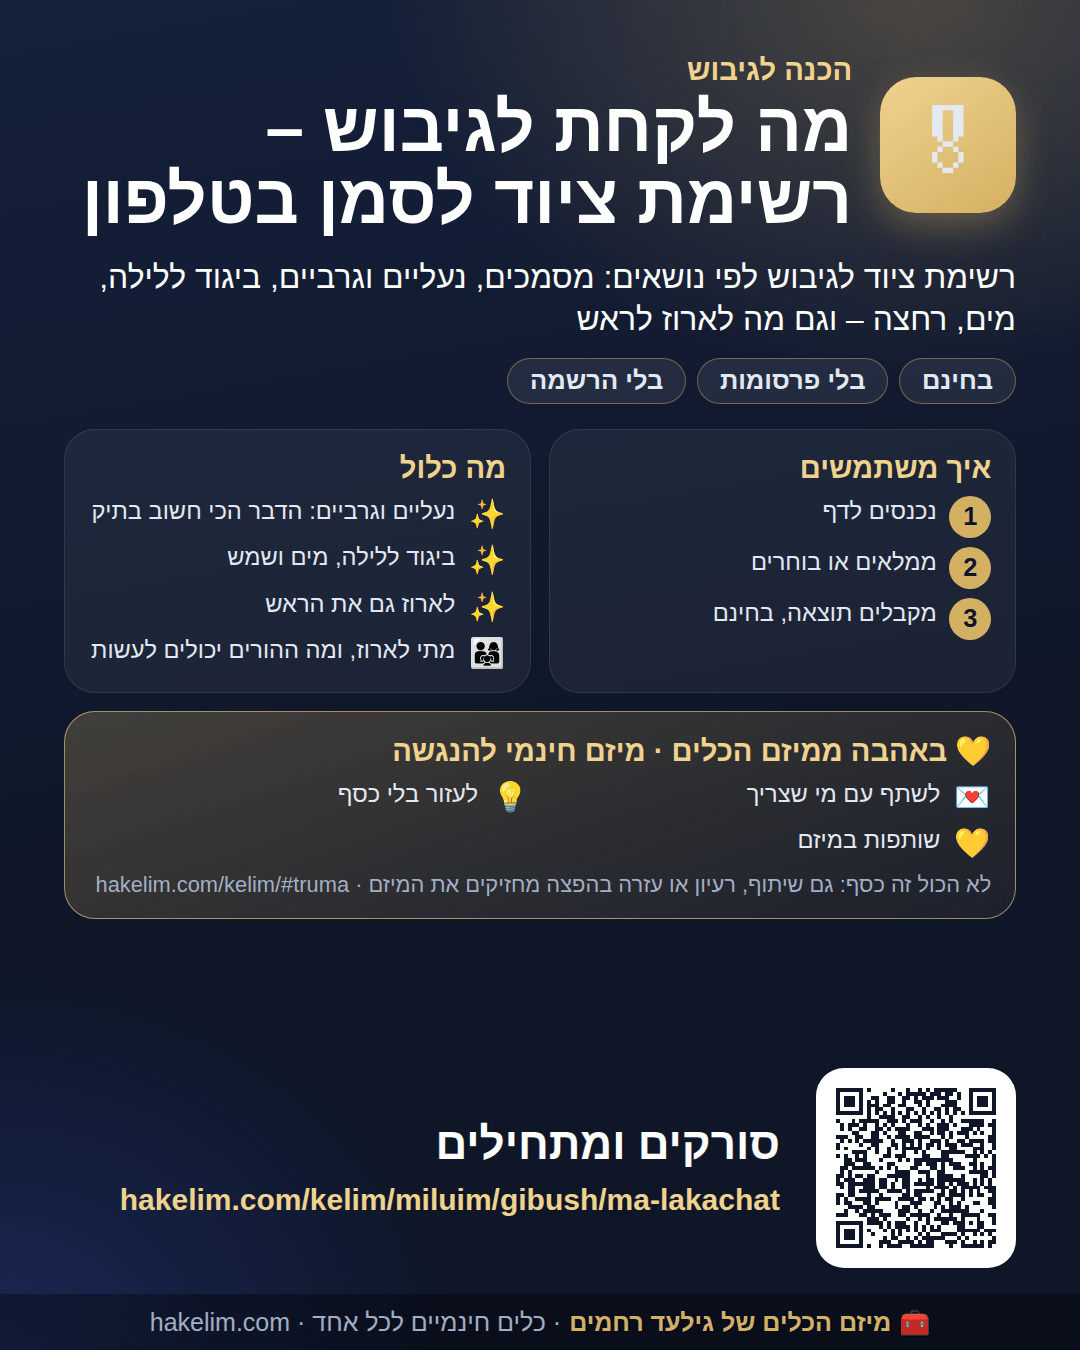 הכנה לגיבוש
מה לקחת לגיבוש –
רשימת ציוד לסמן בטלפון
רשימת ציוד לגיבוש לפי נושאים: מסמכים, נעליים וגרביים, ביגוד ללילה,
מים, רחצה – וגם מה לארוז לראש
בחינם
בלי פרסומות
בלי הרשמה
איך משתמשים
1 נכנסים לדף
2 ממלאים או בוחרים
3 מקבלים תוצאה, בחינם
מה כלול
✨ נעליים וגרביים: הדבר הכי חשוב בתיק
✨ ביגוד ללילה, מים ושמש
✨ לארוז גם את הראש
👨‍👩‍👧 מתי לארוז, ומה ההורים יכולים לעשות
💛 באהבה ממיזם הכלים · מיזם חינמי להנגשה
💌 לשתף עם מי שצריך
💡 לעזור בלי כסף
💛 שותפות במיזם
לא הכול זה כסף: גם שיתוף, רעיון או עזרה בהפצה מחזיקים את המיזם · hakelim.com/kelim/#truma
סורקים ומתחילים
hakelim.com/kelim/miluim/gibush/ma-lakachat
🧰 מיזם הכלים של גילעד רחמים · כלים חינמיים לכל אחד · hakelim.com